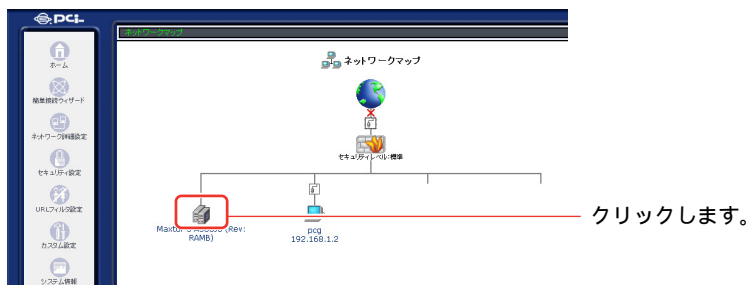 PCi
ネットワークマップ
ホーム
簡単接続ウィザード
ネットワーク詳細設定
セキュリティ設定
URLフィルタ設定
カスタム設定
システム情報
ネットワークマップ
セキュリティレベル:標準
Maxtor (Rev: RAMB)
pcg
192.168.1.2
クリックします。